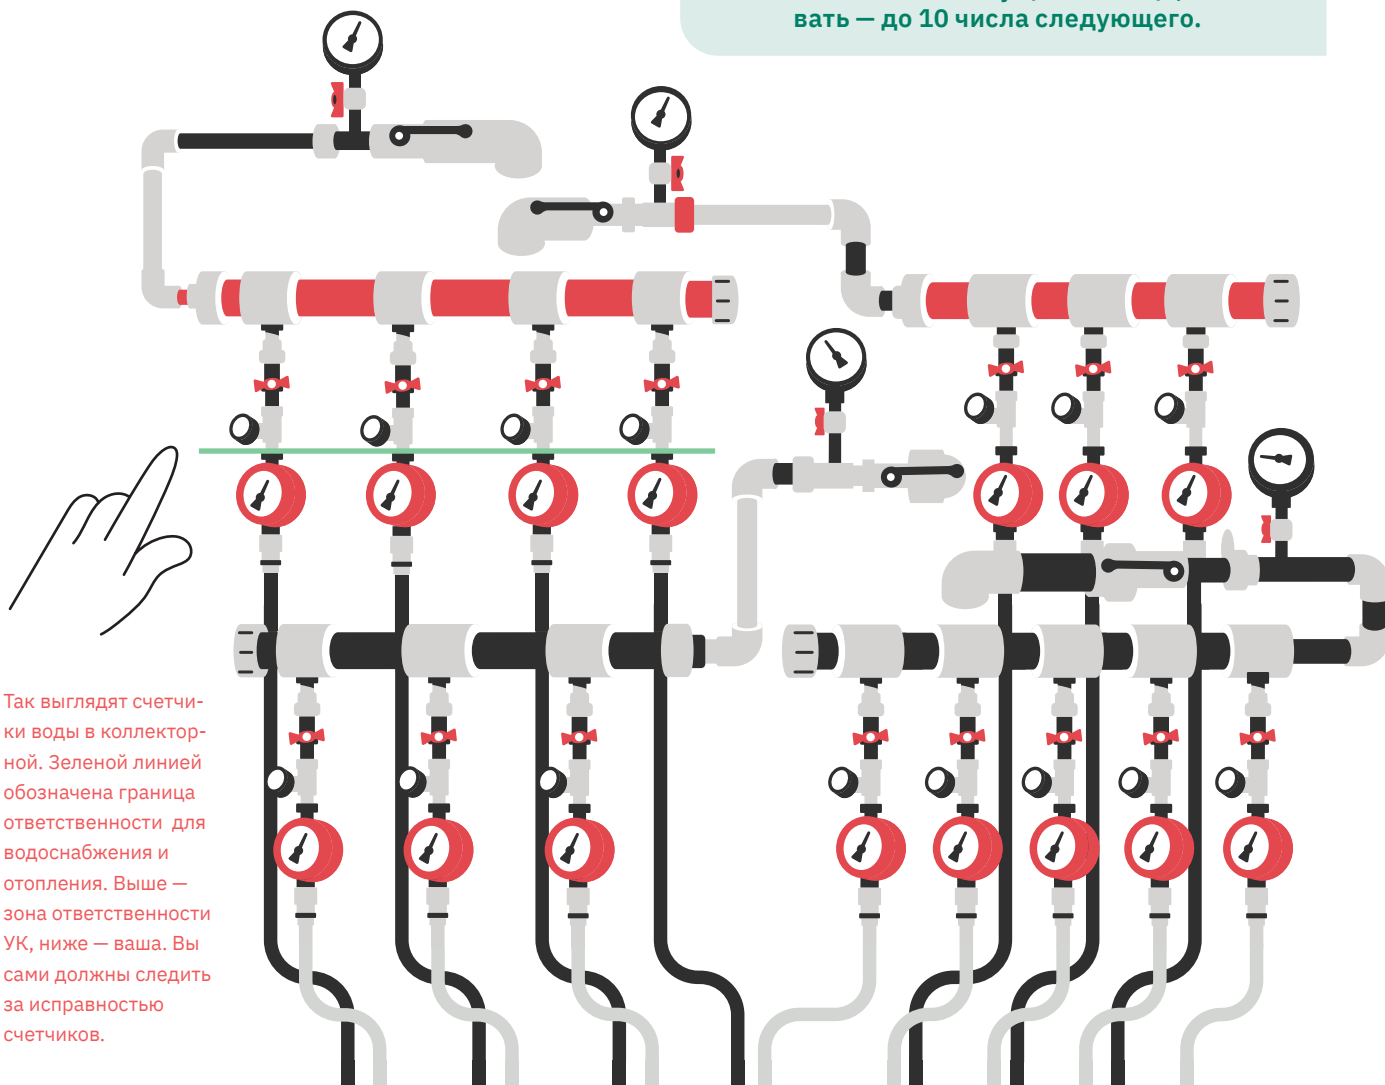 вать — до 10 числа следующего.
Так выглядят счетчи-
ки воды в коллектор-
ной. Зеленой линией
обозначена граница
ответственности для
водоснабжения и
отопления. Выше —
зона ответственности
УК, ниже — ваша. Вы
сами должны следить
за исправностью
счетчиков.